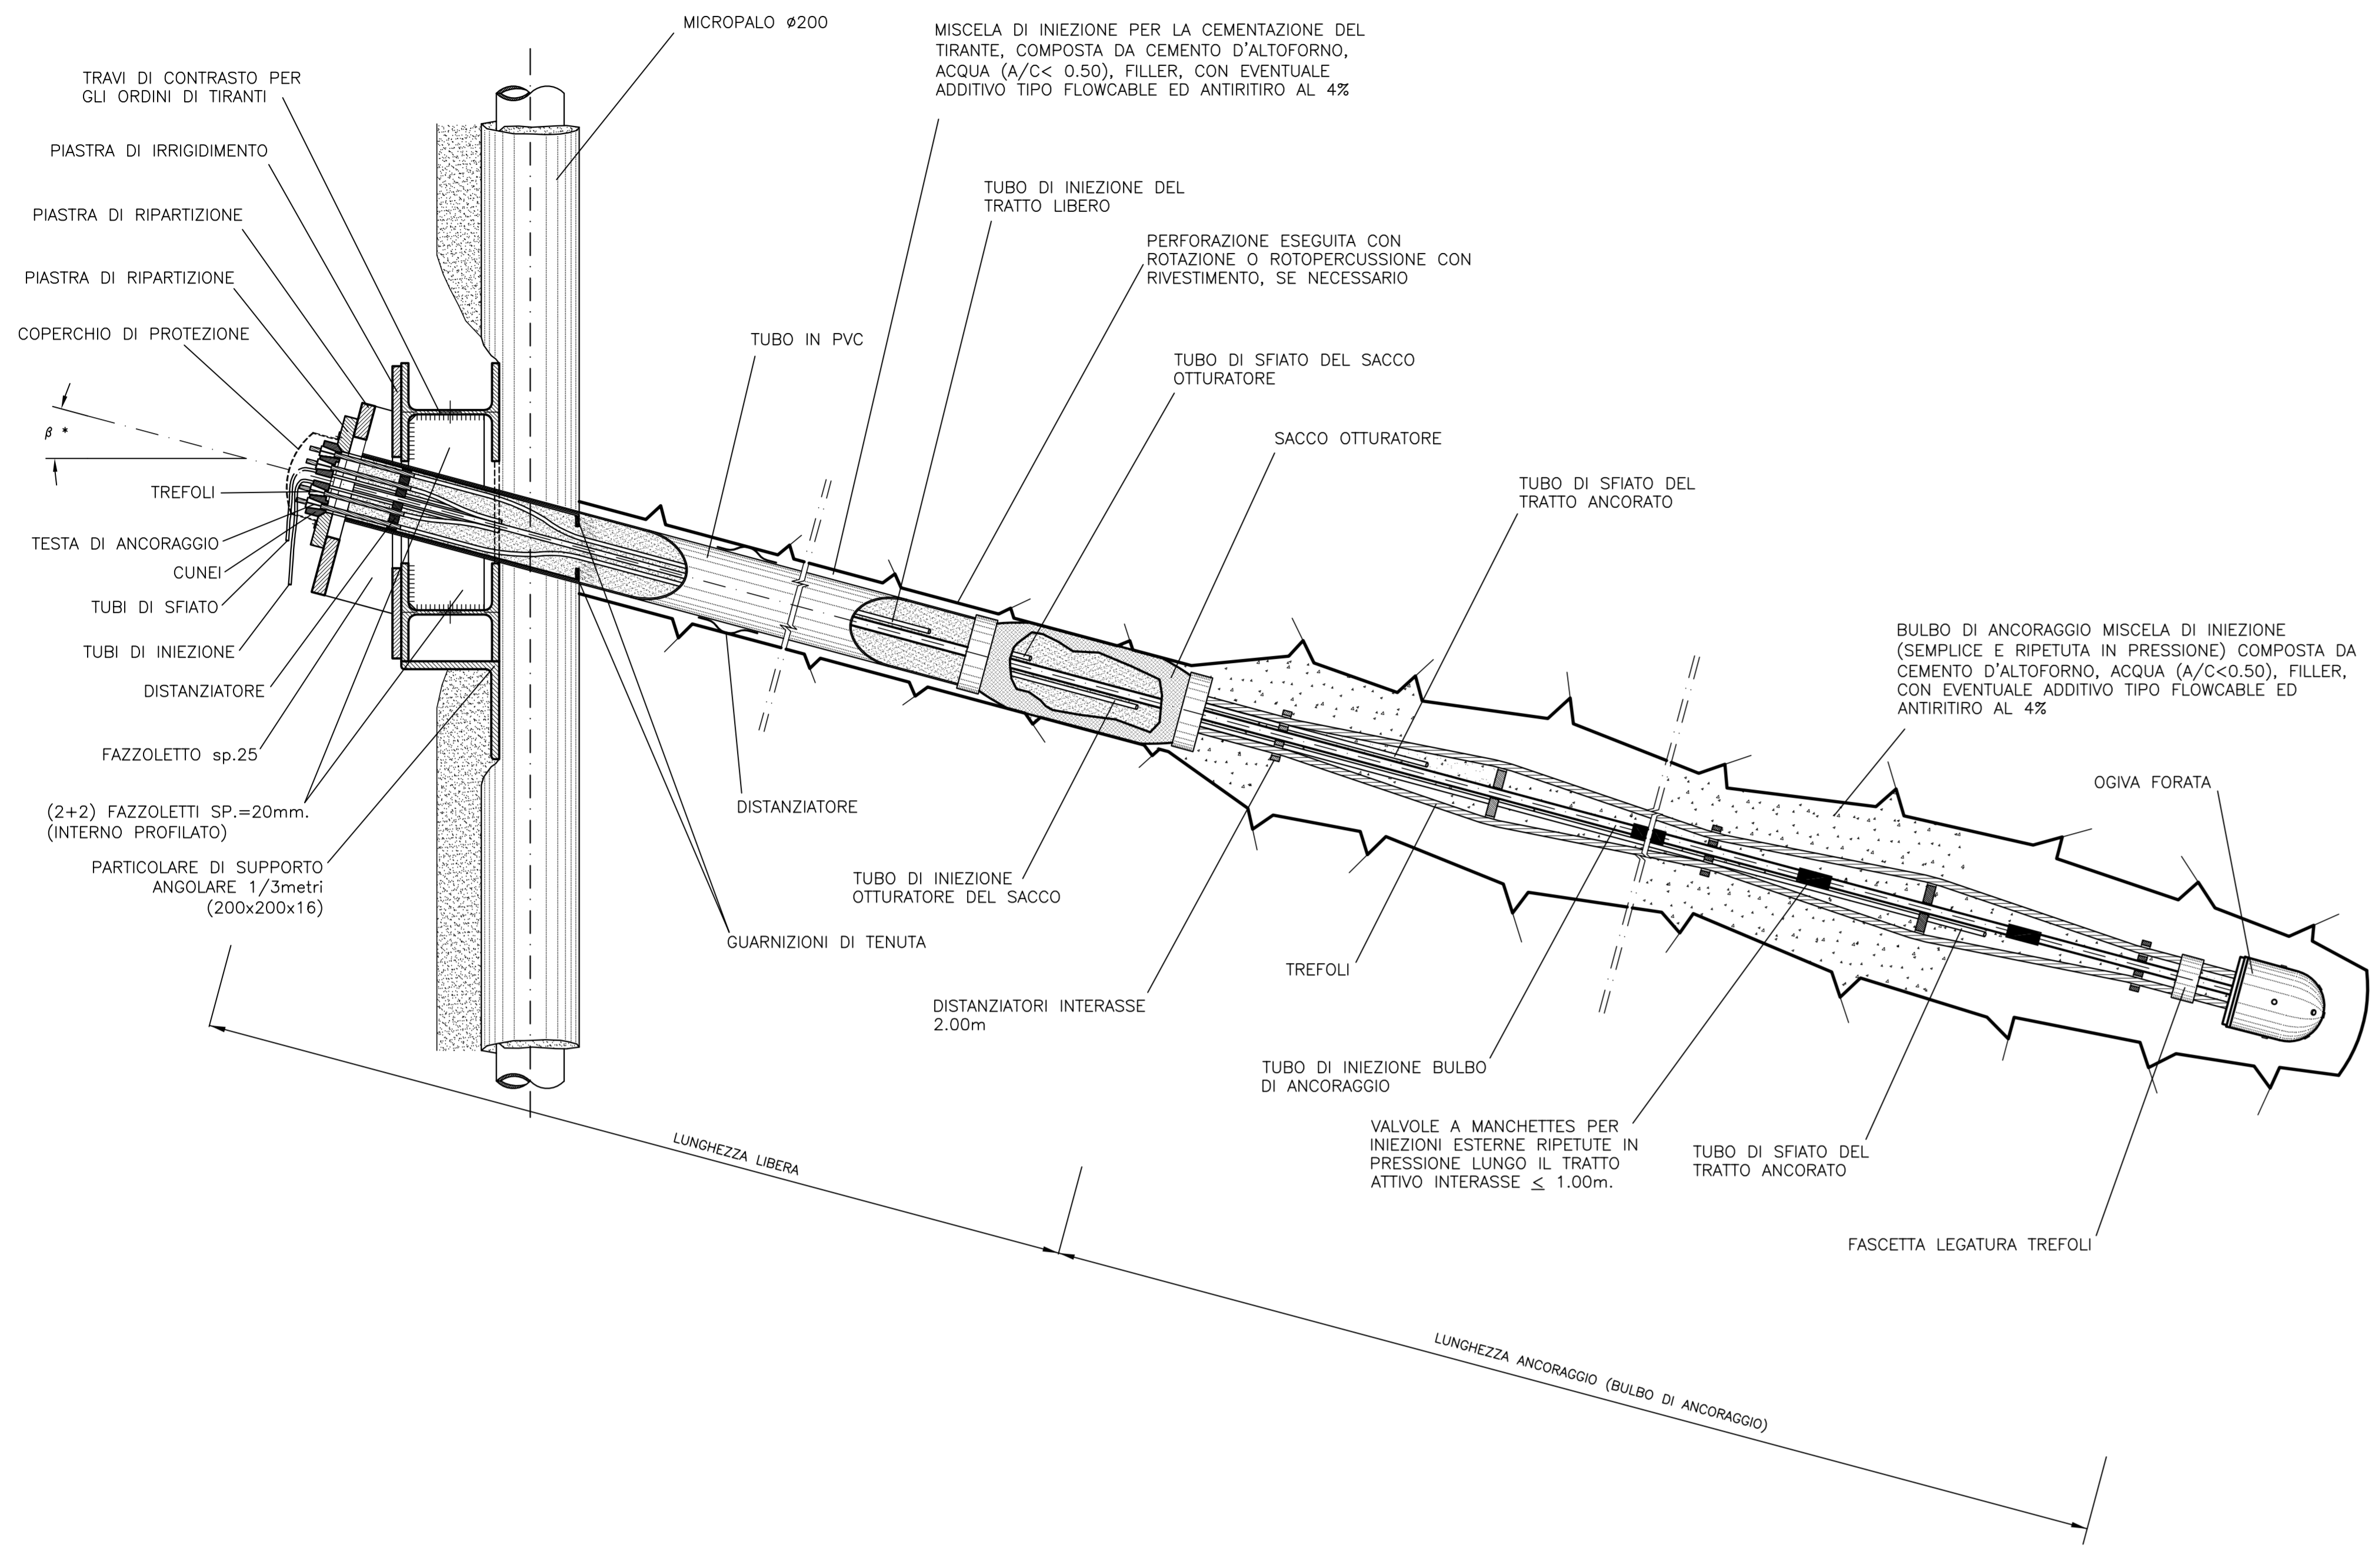 MICROPALO ø200
MISCELA DI INIEZIONE PER LA CEMENTAZIONE DEL
TIRANTE, COMPOSTA DA CEMENTO D'ALTOFORNO,
ACQUA (A/C< 0.50), FILLER, CON EVENTUALE
ADDITIVO TIPO FLOWCABLE ED ANTIRITIRO AL 4%
TRAVI DI CONTRASTO PER
GLI ORDINI DI TIRANTI
PIASTRA DI IRRIGIDIMENTO
PIASTRA DI RIPARTIZIONE
PIASTRA DI RIPARTIZIONE
COPERCHIO DI PROTEZIONE
β *
TREFOLI
TESTA DI ANCORAGGIO
CUNEI
TUBI DI SFIATO
TUBI DI INIEZIONE
DISTANZIATORE
FAZZOLETTO sp.25
(2+2) FAZZOLETTI SP.=20mm.
(INTERNO PROFILATO)
PARTICOLARE DI SUPPORTO
ANGOLARE 1/3metri
(200x200x16)
TUBO DI INIEZIONE DEL
TRATTO LIBERO
PERFORAZIONE ESEGUITA CON
ROTAZIONE O ROTOPERCUSSIONE CON
RIVESTIMENTO, SE NECESSARIO
TUBO IN PVC
TUBO DI SFIATO DEL SACCO
OTTURATORE
SACCO OTTURATORE
TUBO DI SFIATO DEL
TRATTO ANCORATO
BULBO DI ANCORAGGIO MISCELA DI INIEZIONE
(SEMPLICE E RIPETUTA IN PRESSIONE) COMPOSTA DA
CEMENTO D'ALTOFORNO, ACQUA (A/C<0.50), FILLER,
CON EVENTUALE ADDITIVO TIPO FLOWCABLE ED
ANTIRITIRO AL 4%
OGIVA FORATA
DISTANZIATORE
TUBO DI INIEZIONE
OTTURATORE DEL SACCO
GUARNIZIONI DI TENUTA
TREFOLI
DISTANZIATORI INTERASSE
2.00m
TUBO DI INIEZIONE BULBO
DI ANCORAGGIO
VALVOLE A MANCHETTES PER
INIEZIONI ESTERNE RIPETUTE IN
PRESSIONE LUNGO IL TRATTO
ATTIVO INTERASSE ≤ 1.00m.
TUBO DI SFIATO DEL
TRATTO ANCORATO
FASCETTA LEGATURA TREFOLI
LUNGHEZZA LIBERA
LUNGHEZZA ANCORAGGIO (BULBO DI ANCORAGGIO)